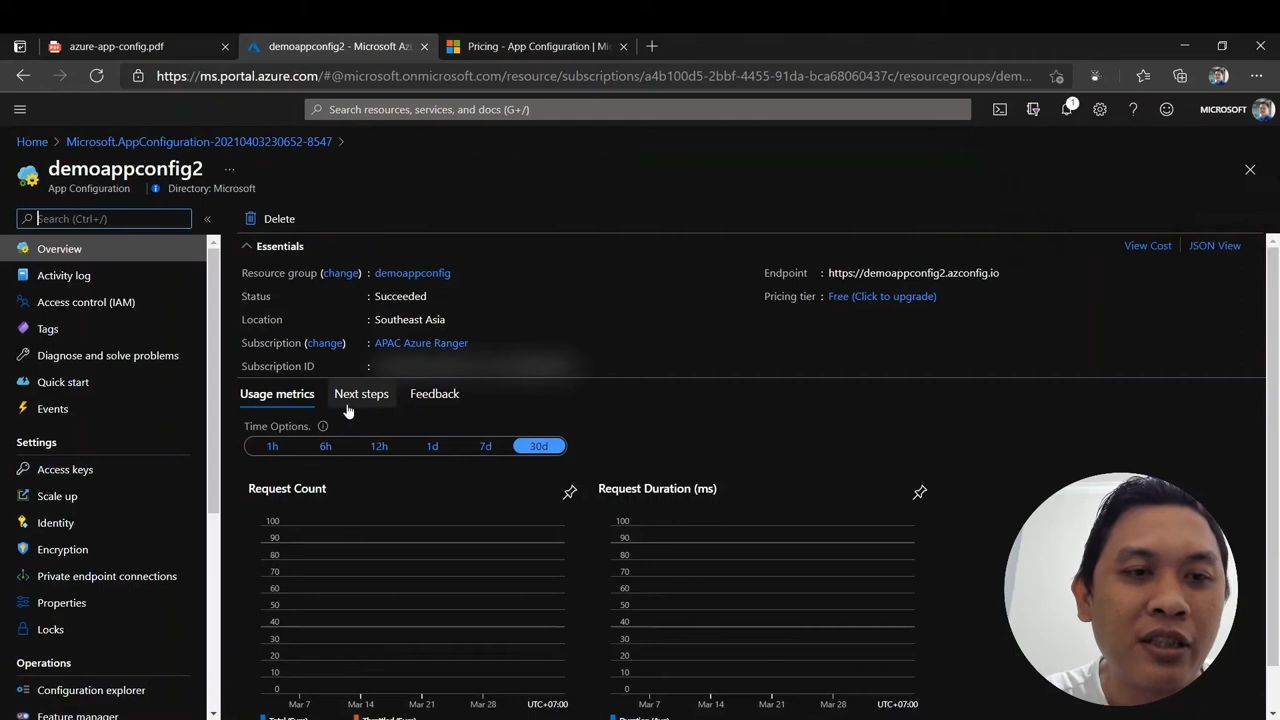 azure-app-config.pdf
demoappconfig2 - Microsoft Az
Pricing - App Configuration | Mi
https://ms.portal.azure.com/#@microsoft.onmicrosoft.com/resource/subscriptions/a4b100d5-2bbf-4455-91da-bca68060437c/resourcegroups/dem...
Search resources, services, and docs (G+/)
1
MICROSOFT
Home > Microsoft.AppConfiguration-20210403230652-8547 >
demoappconfig2 ...
App Configuration | Directory: Microsoft
Search (Ctrl+/)
«
Delete
Overview
Activity log
Access control (IAM)
Tags
Diagnose and solve problems
Quick start
Events
Settings
Access keys
Scale up
Identity
Encryption
Private endpoint connections
Properties
Locks
Operations
Configuration explorer
Feature manager
Essentials
View Cost
JSON View
Resource group (change) : demoappconfig
Status : Succeeded
Location : Southeast Asia
Subscription (change) : APAC Azure Ranger
Subscription ID :
Endpoint : https://demoappconfig2.azconfig.io
Pricing tier : Free (Click to upgrade)
Usage metrics
Next steps
Feedback
Time Options.
1h 6h 12h 1d 7d 30d
Request Count
100
90
80
70
60
50
40
30
20
10
0
Mar 7 Mar 14 Mar 21 Mar 28 UTC+07:00
Request Duration (ms)
100
90
80
70
60
50
40
30
20
10
0
Mar 7 Mar 14 Mar 21 Mar 28 UTC+07:00